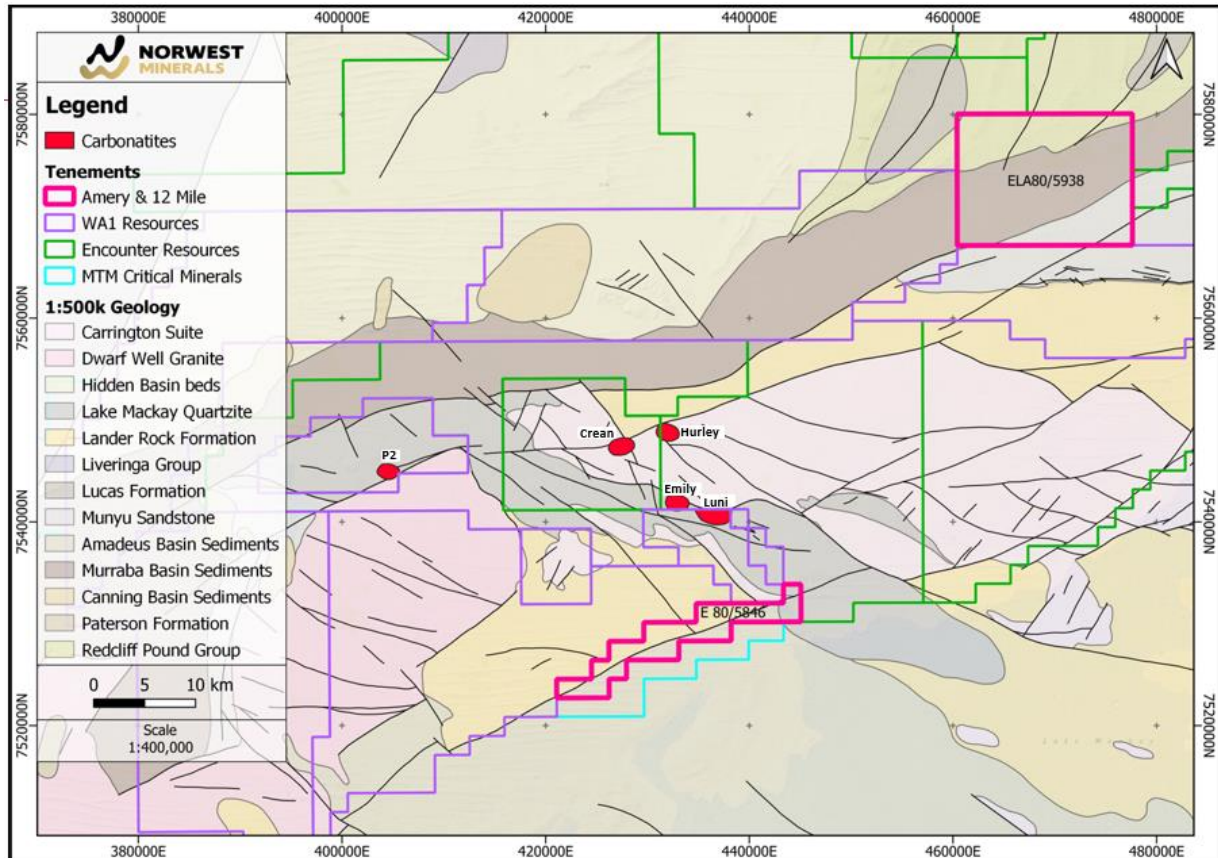 380000E 400000E 420000E 440000E 460000E 480000E
NORWEST
MINERALS
Legend
Carbonatites
Tenements
Amery & 12 Mile
WA1 Resources
Encounter Resources
MTM Critical Minerals
1:500k Geology
Carrington Suite
Dwarf Well Granite
Hidden Basin beds
Lake Mackay Quartzite
Lander Rock Formation
Liveringa Group
Lucas Formation
Munyu Sandstone
Amadeus Basin Sediments
Murraba Basin Sediments
Canning Basin Sediments
Paterson Formation
Redcliff Pound Group
0 5 10 km
Scale
1:400,000
7580000N
7560000N
7540000N
7520000N
ELA80/5938
Crean
Hurley
P2
Emily
Luni
E 80/5846
7580000N
7560000N
7540000N
7520000N
380000E 400000E 420000E 440000E 460000E 480000E